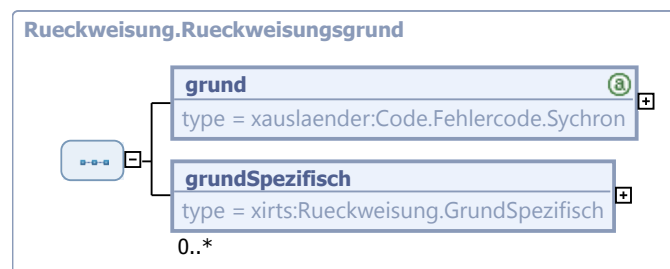 Rueckweisung.Rueckweisungsgrund
grund
type = xauslaender:Code.Fehlercode.Sychron
grundSpezifisch
type = xirts:Rueckweisung.GrundSpezifisch
0..*